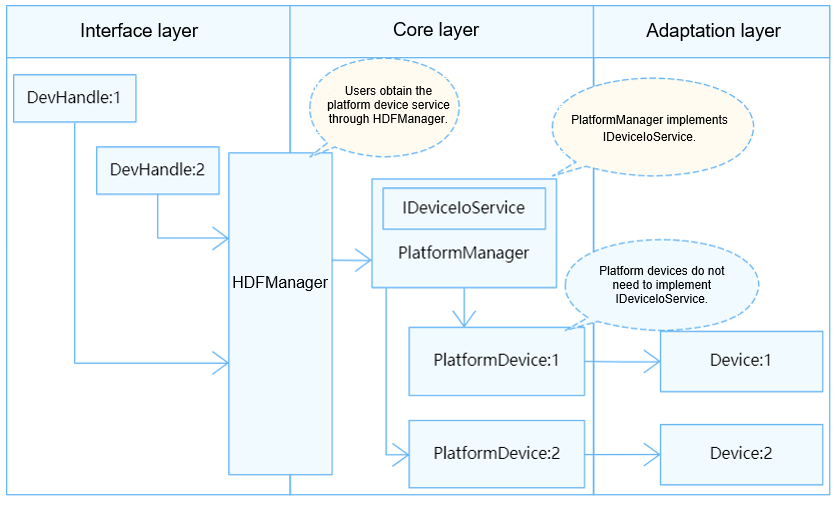 Interface layer
Core layer
Adaptation layer
DevHandle:1
Users obtain the
platform device service
through HDFManager.
PlatformManager implements
IDeviceIoService.
DevHandle:2
IDeviceIoService
PlatformManager
HDFManager
Platform devices do not
need to implement
IDeviceIoService.
PlatformDevice:1
Device:1
PlatformDevice:2
Device:2